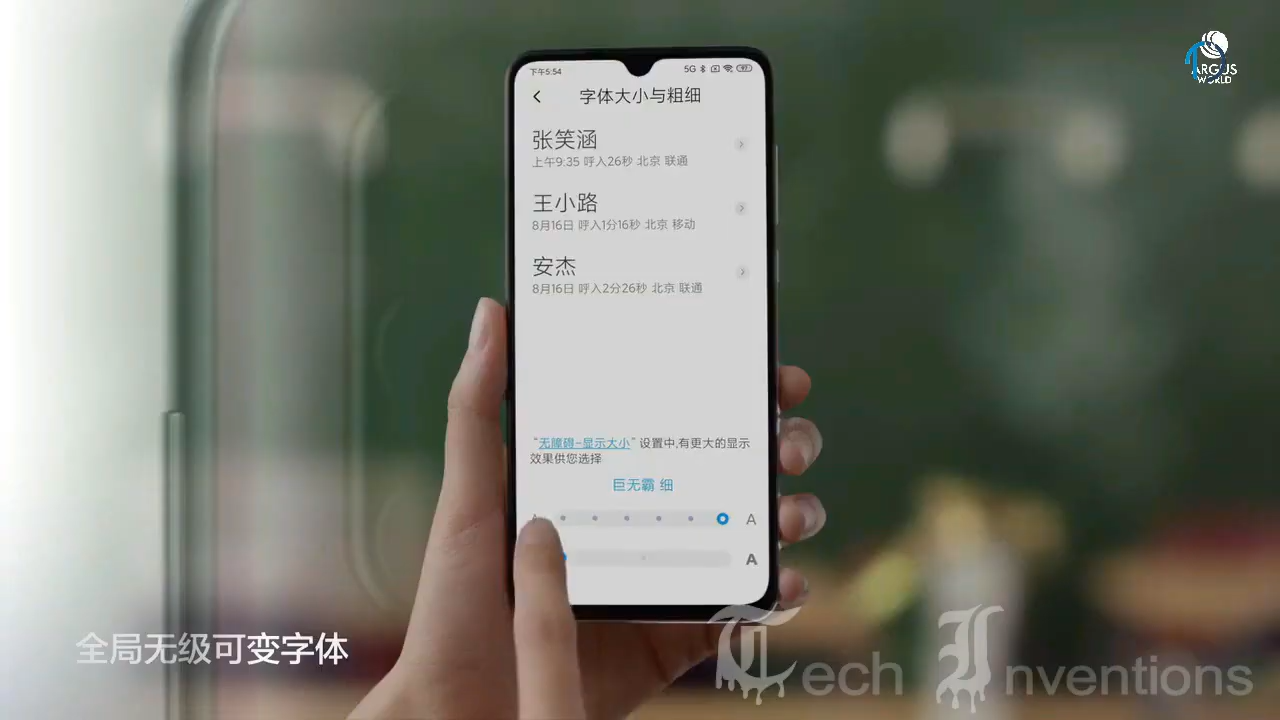 下午5:54
5G
97
字体大小与粗细
张笑涵
上午9:35 呼入26秒 北京 联通
王小路
8月16日 呼入1分16秒 北京 移动
安杰
8月16日 呼入2分26秒 北京 联通
“无障碍-显示大小”设置中,有更大的显示
效果供您选择
巨无霸 细
A A
A
全局无级可变字体
ARGUS
WORLD
Tech Inventions